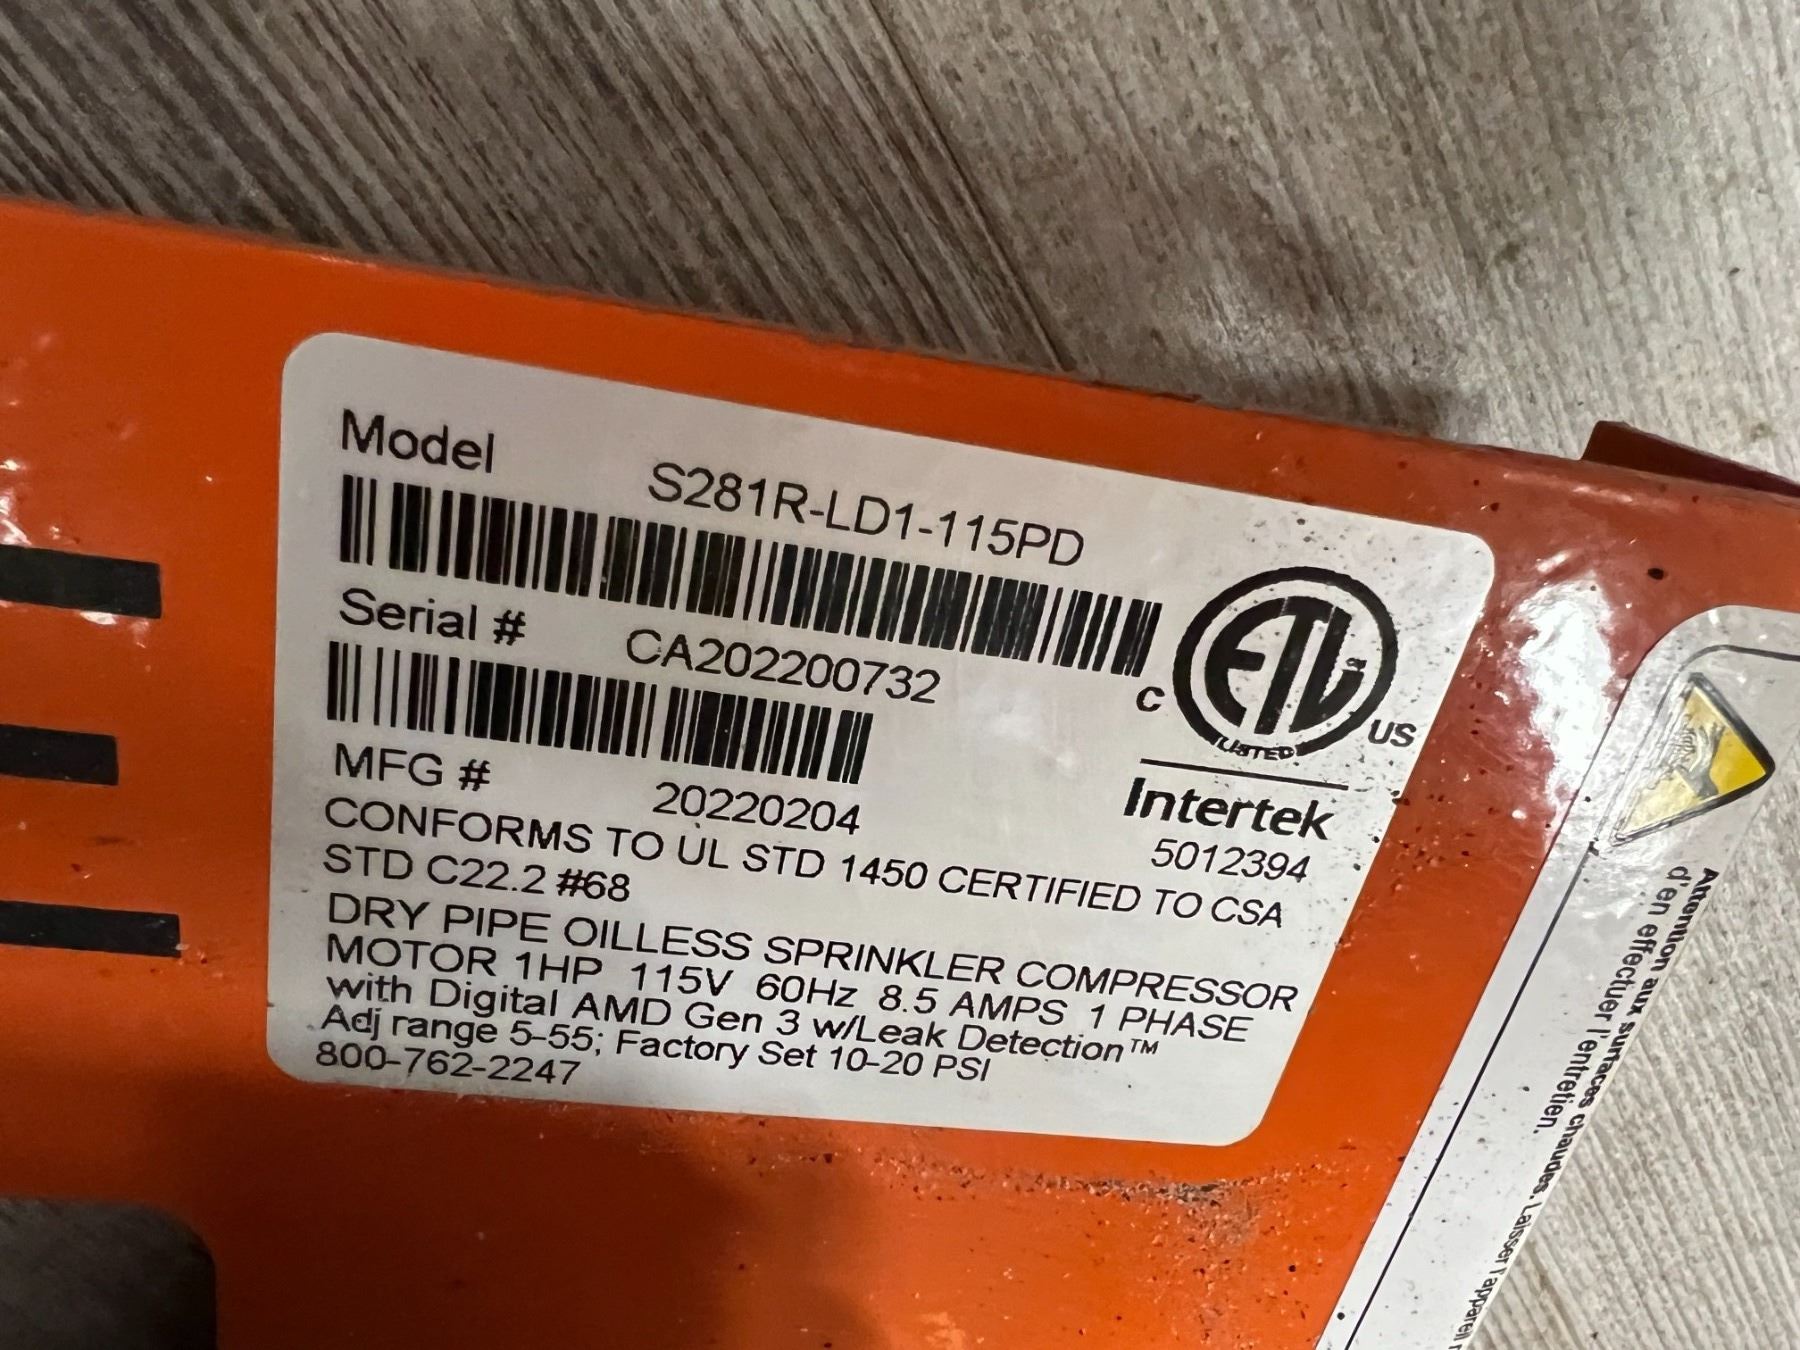 Model
S281R-LD1-115PD
Serial #
CA202200732
MFG #
20220204
CONFORMS TO UL STD 1450 CERTIFIED TO CSA
STD C22.2 #68
DRY PIPE OILLESS SPRINKLER COMPRESSOR
MOTOR 1HP 115V 60Hz 8.5 AMPS 1 PHASE
with Digital AMD Gen 3 w/Leak Detection™
Adj range 5-55; Factory Set 10-20 PSI
800-762-2247
ETL
C
US
LISTED
Intertek
5012394
Attention aux surfaces chaudes. Laisser l'appareil
d'en effectuer l'entretien.